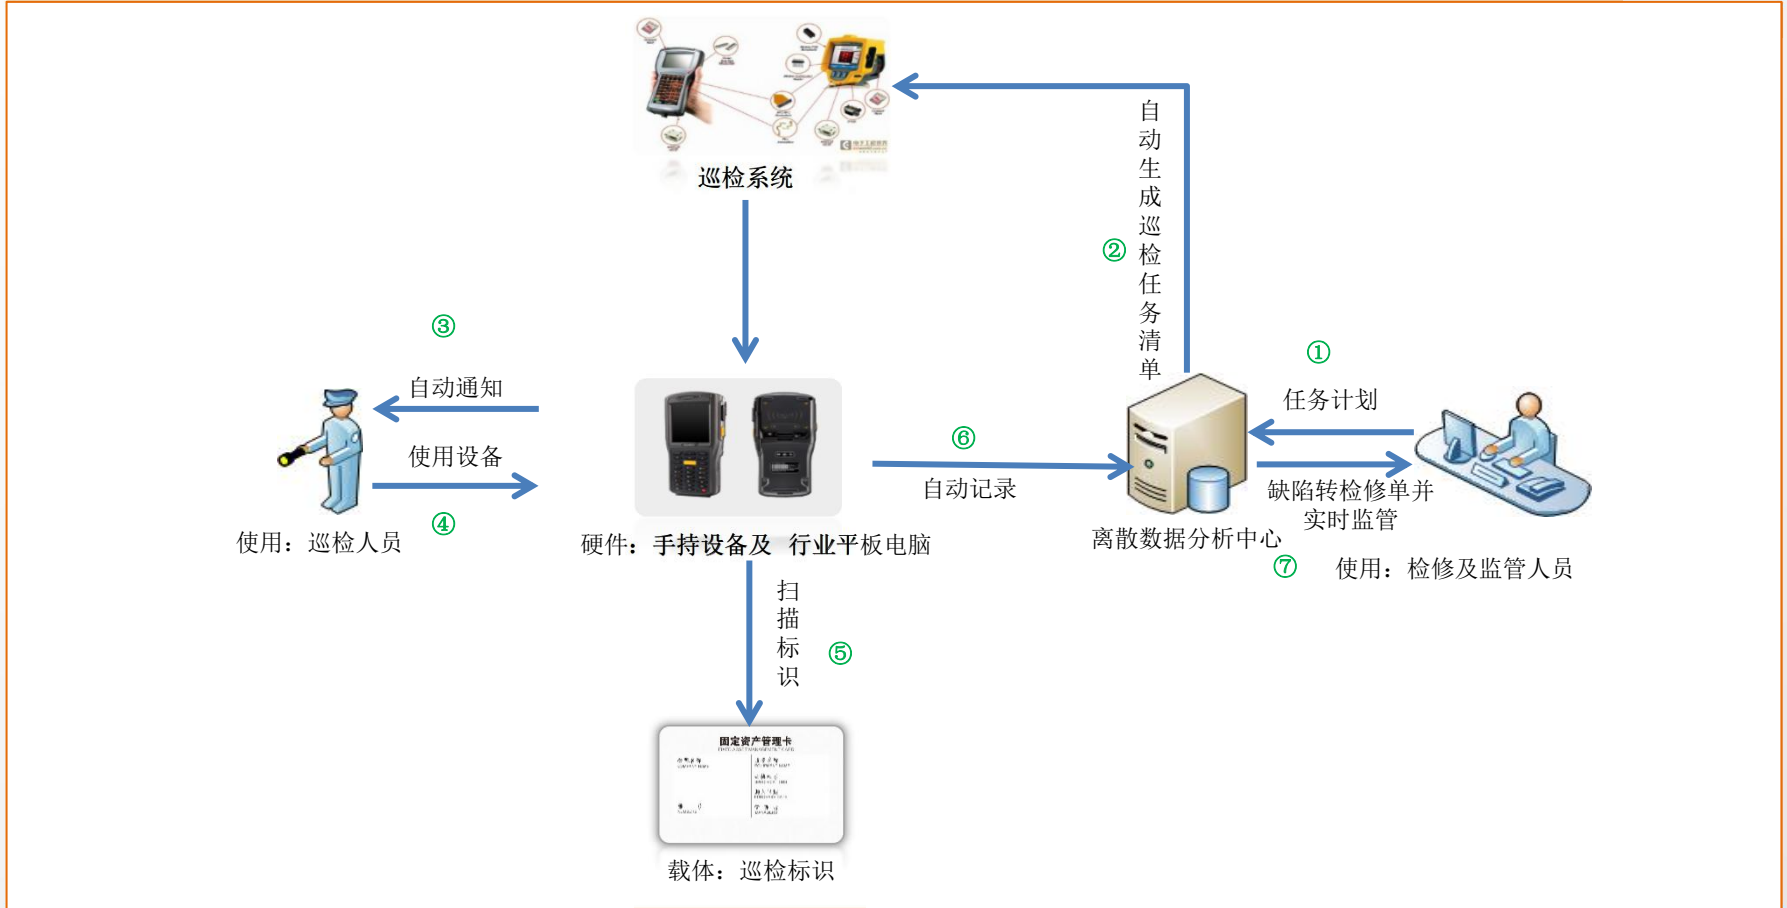 巡检系统
自动生成巡检任务清单
②
③
①
自动通知
任务计划
使用设备
⑥
自动记录
缺陷转检修单并
实时监管
④
使用：巡检人员
硬件：手持设备及 行业平板电脑
离散数据分析中心
⑦
使用：检修及监管人员
扫描标识
⑤
固定资产管理卡
载体：巡检标识